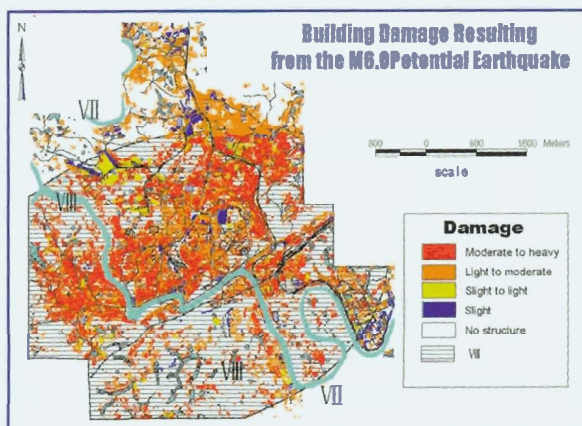 Building Damage Resulting
from the M6.0Potential Earthquake
N
800 0 800 1600 Meters
scale
VII
VIII
VIII
VII
Damage
Moderate to heavy
Light to moderate
Slight to light
Slight
No structure
VIII